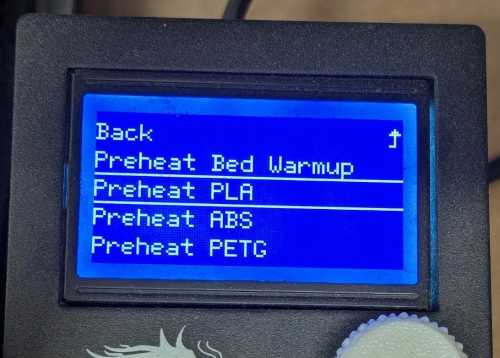 Back
Preheat Bed Warmup
Preheat PLA
Preheat ABS
Preheat PETG